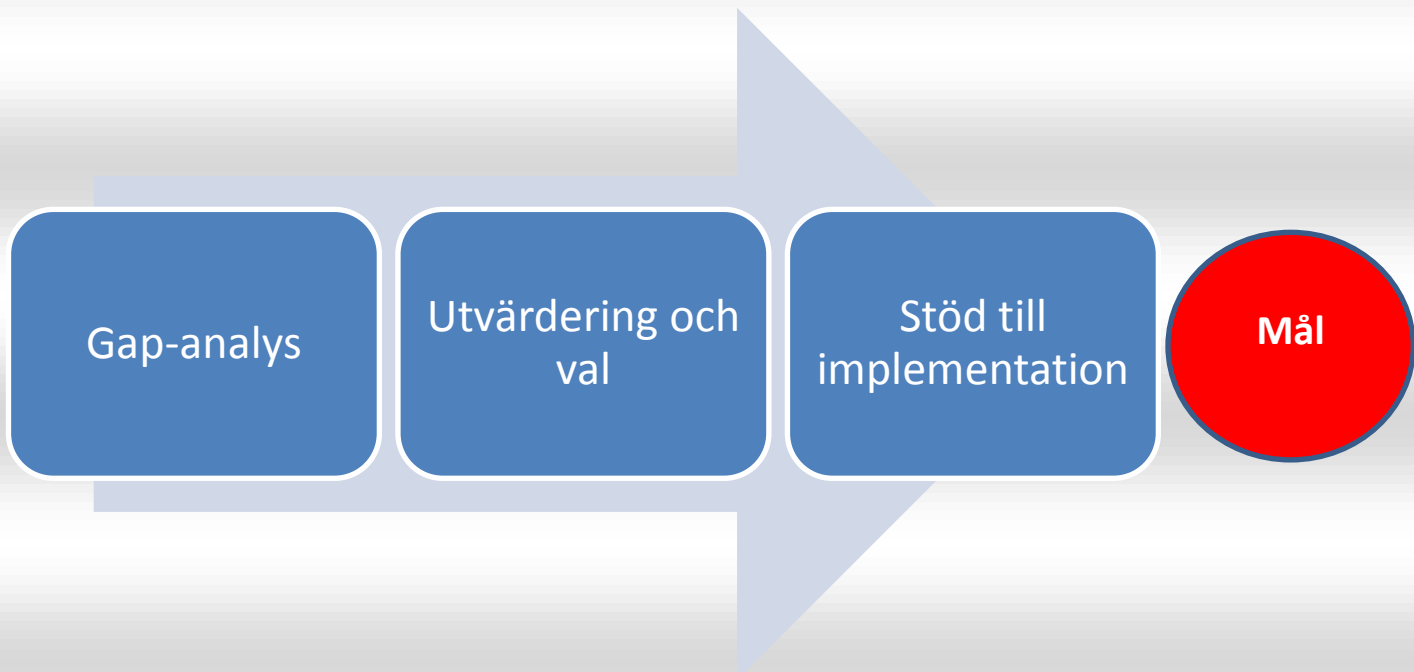 Gap-analys
Utvärdering och
val
Stöd till
implementation
Mål